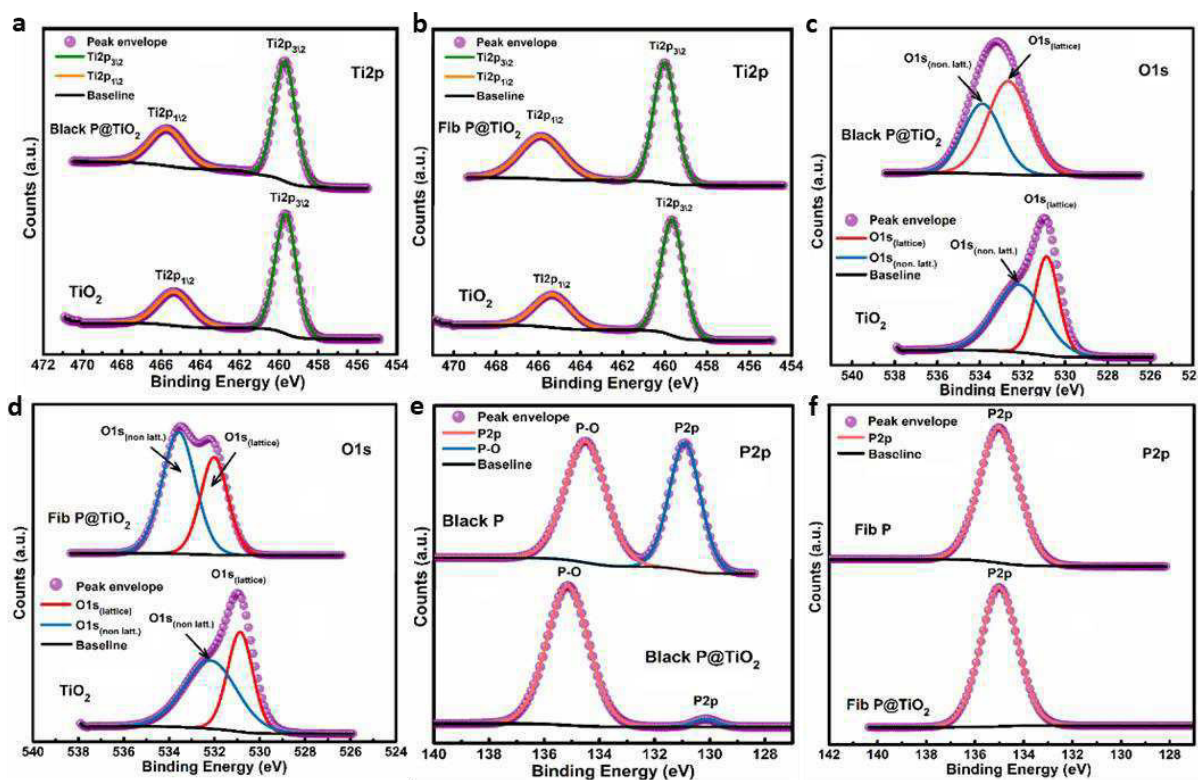 a
Peak envelope
Ti2p3\2
Ti2p1\2
Baseline
Ti2p3\2
Ti2p
Ti2p1\2
Black P@TiO2
Ti2p3\2
Ti2p1\2
TiO2
Counts (a.u.)
472 470 468 466 464 462 460 458 456 454
Binding Energy (eV)
b
Peak envelope
Ti2p3\2
Ti2p1\2
Baseline
Ti2p3\2
Ti2p
Ti2p1\2
Fib P@TiO2
Ti2p3\2
Ti2p1\2
TiO2
Counts (a.u.)
470 468 466 464 462 460 458 456 454
Binding Energy (eV)
c
O1s(lattice)
O1s(non. latt.)
O1s
Black P@TiO2
O1s(lattice)
Peak envelope
O1s(lattice)
O1s(non. latt.)
Baseline
O1s(non. latt.)
TiO2
Counts (a.u.)
540 538 536 534 532 530 528 526 524
Binding Energy (eV)
d
O1s(non latt.)
O1s(lattice)
O1s
Fib P@TiO2
O1s(lattice)
Peak envelope
O1s(lattice)
O1s(non latt.)
Baseline
O1s(non latt.)
TiO2
Counts (a.u.)
540 538 536 534 532 530 528 526 524
Binding Energy (eV)
e
Peak envelope
P2p
P-O
Baseline
P-O
P2p
P2p
Black P
P-O
Black P@TiO2
P2p
Counts (a.u.)
140 138 136 134 132 130 128
Binding Energy (eV)
f
Peak envelope
P2p
Baseline
P2p
P2p
Fib P
P2p
Fib P@TiO2
Counts (a.u.)
142 140 138 136 134 132 130 128
Binding Energy (eV)